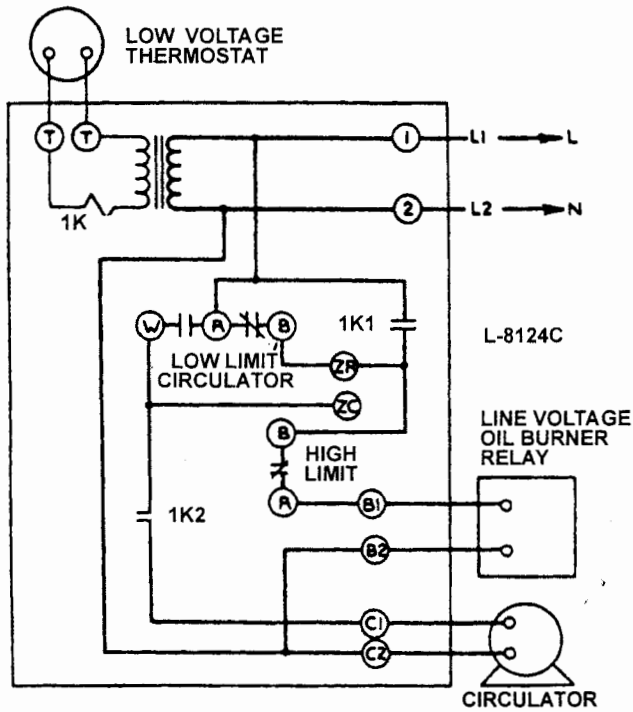 LOW VOLTAGE
THERMOSTAT
T T
1 L1 L
1K
2 L2 N
W R B
1K1
L-8124C
LOW LIMIT
CIRCULATOR
ZR
ZC
LINE VOLTAGE
OIL BURNER
RELAY
B
HIGH
LIMIT
R B1
1K2
B2
C1
C2
CIRCULATOR